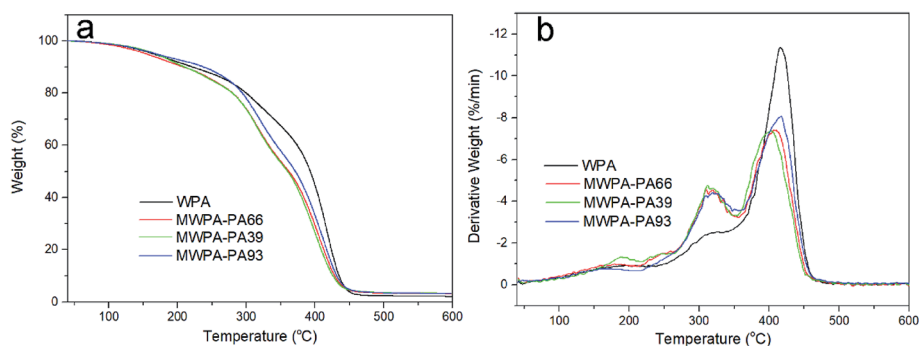 a
100
80
60
40
20
0
Weight (%)
WPA
MWPA-PA66
MWPA-PA39
MWPA-PA93
100 200 300 400 500 600
Temperature (°C)
b
-12
-10
-8
-6
-4
-2
0
Derivative Weight (%/min)
WPA
MWPA-PA66
MWPA-PA39
MWPA-PA93
100 200 300 400 500 600
Temperature (°C)